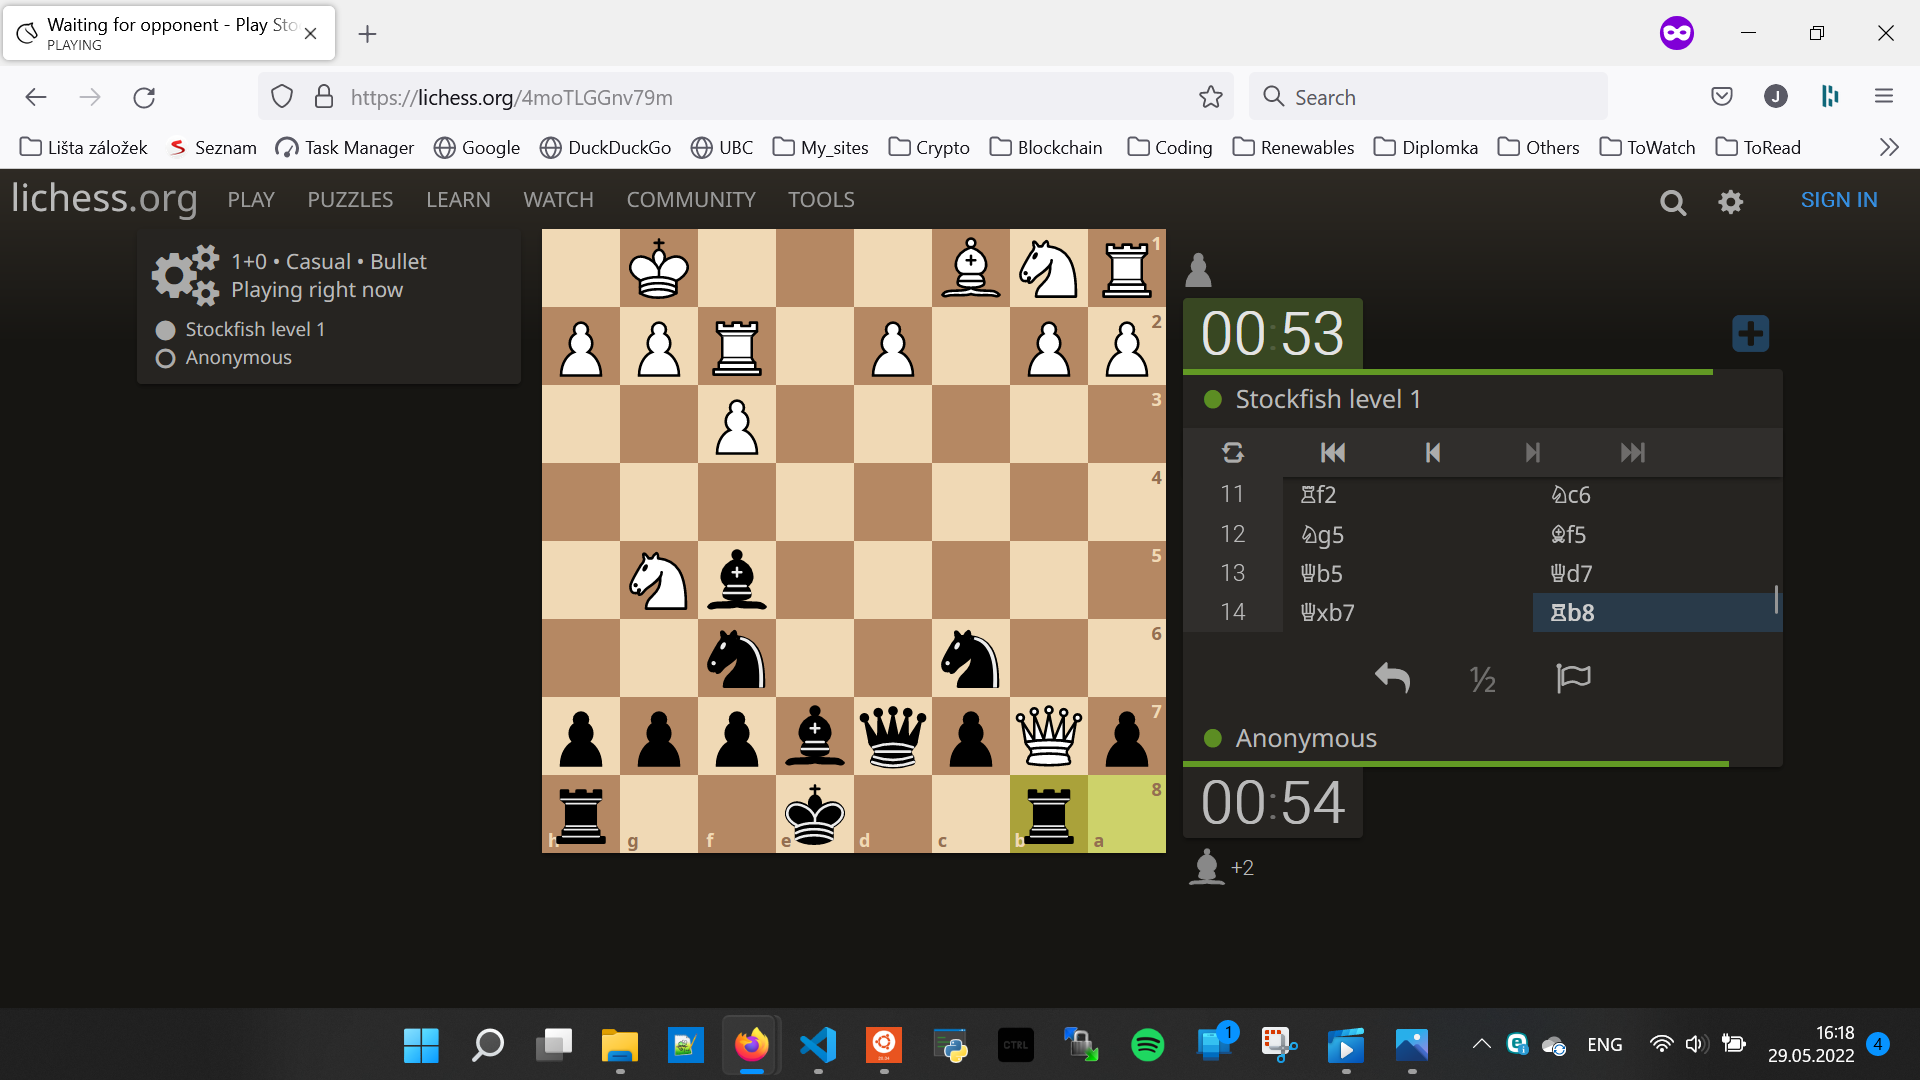 Waiting for opponent - Play Sto
PLAYING
https://lichess.org/4moTLGGnv79m
Search
J
Lišta záložek Seznam Task Manager Google DuckDuckGo UBC My_sites Crypto Blockchain Coding Renewables Diplomka Others ToWatch ToRead
lichess.org PLAY PUZZLES LEARN WATCH COMMUNITY TOOLS SIGN IN
1+0 • Casual • Bullet
Playing right now
Stockfish level 1
Anonymous
1
2
3
4
5
6
7
8
h g f e d c b a
00:53
Stockfish level 1
11 ♖f2 ♘c6
12 ♘g5 ♗f5
13 ♕b5 ♕d7
14 ♕xb7 ♖b8
½
Anonymous
00:54
+2
CTRL
1
ENG
16:18
29.05.2022
4